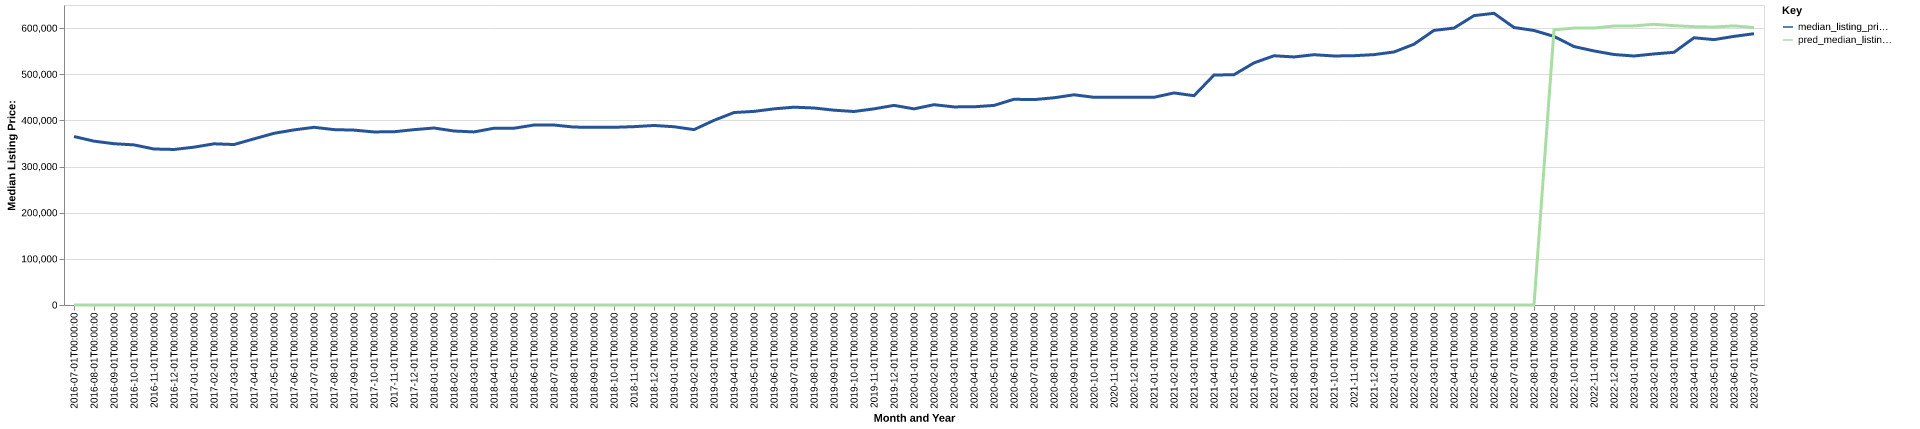 Median Listing Price:
600,000
500,000
400,000
300,000
200,000
100,000
0
2016-07-01T00:00:00
2016-08-01T00:00:00
2016-09-01T00:00:00
2016-10-01T00:00:00
2016-11-01T00:00:00
2016-12-01T00:00:00
2017-01-01T00:00:00
2017-02-01T00:00:00
2017-03-01T00:00:00
2017-04-01T00:00:00
2017-05-01T00:00:00
2017-06-01T00:00:00
2017-07-01T00:00:00
2017-08-01T00:00:00
2017-09-01T00:00:00
2017-10-01T00:00:00
2017-11-01T00:00:00
2017-12-01T00:00:00
2018-01-01T00:00:00
2018-02-01T00:00:00
2018-03-01T00:00:00
2018-04-01T00:00:00
2018-05-01T00:00:00
2018-06-01T00:00:00
2018-07-01T00:00:00
2018-08-01T00:00:00
2018-09-01T00:00:00
2018-10-01T00:00:00
2018-11-01T00:00:00
2018-12-01T00:00:00
2019-01-01T00:00:00
2019-02-01T00:00:00
2019-03-01T00:00:00
2019-04-01T00:00:00
2019-05-01T00:00:00
2019-06-01T00:00:00
2019-07-01T00:00:00
2019-08-01T00:00:00
2019-09-01T00:00:00
2019-10-01T00:00:00
2019-11-01T00:00:00
2019-12-01T00:00:00
2020-01-01T00:00:00
2020-02-01T00:00:00
2020-03-01T00:00:00
2020-04-01T00:00:00
2020-05-01T00:00:00
2020-06-01T00:00:00
2020-07-01T00:00:00
2020-08-01T00:00:00
2020-09-01T00:00:00
2020-10-01T00:00:00
2020-11-01T00:00:00
2020-12-01T00:00:00
2021-01-01T00:00:00
2021-02-01T00:00:00
2021-03-01T00:00:00
2021-04-01T00:00:00
2021-05-01T00:00:00
2021-06-01T00:00:00
2021-07-01T00:00:00
2021-08-01T00:00:00
2021-09-01T00:00:00
2021-10-01T00:00:00
2021-11-01T00:00:00
2021-12-01T00:00:00
2022-01-01T00:00:00
2022-02-01T00:00:00
2022-03-01T00:00:00
2022-04-01T00:00:00
2022-05-01T00:00:00
2022-06-01T00:00:00
2022-07-01T00:00:00
2022-08-01T00:00:00
2022-09-01T00:00:00
2022-10-01T00:00:00
2022-11-01T00:00:00
2022-12-01T00:00:00
2023-01-01T00:00:00
2023-02-01T00:00:00
2023-03-01T00:00:00
2023-04-01T00:00:00
2023-05-01T00:00:00
2023-06-01T00:00:00
2023-07-01T00:00:00
Month and Year
Key
median_listing_pri…
pred_median_listin…